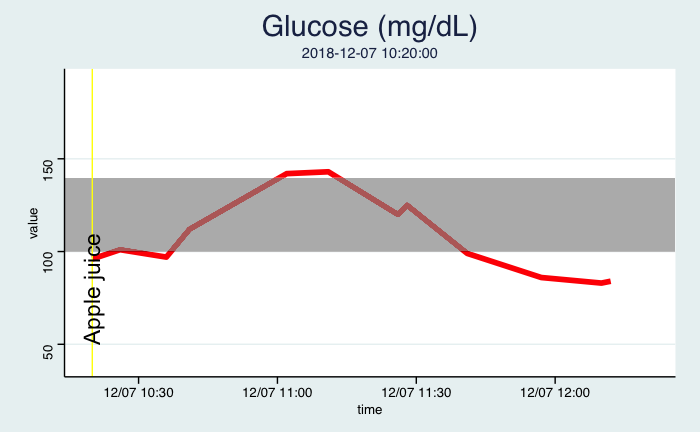 Glucose (mg/dL)
2018-12-07 10:20:00
value
150
100
50
Apple juice
12/07 10:30
12/07 11:00
12/07 11:30
12/07 12:00
time